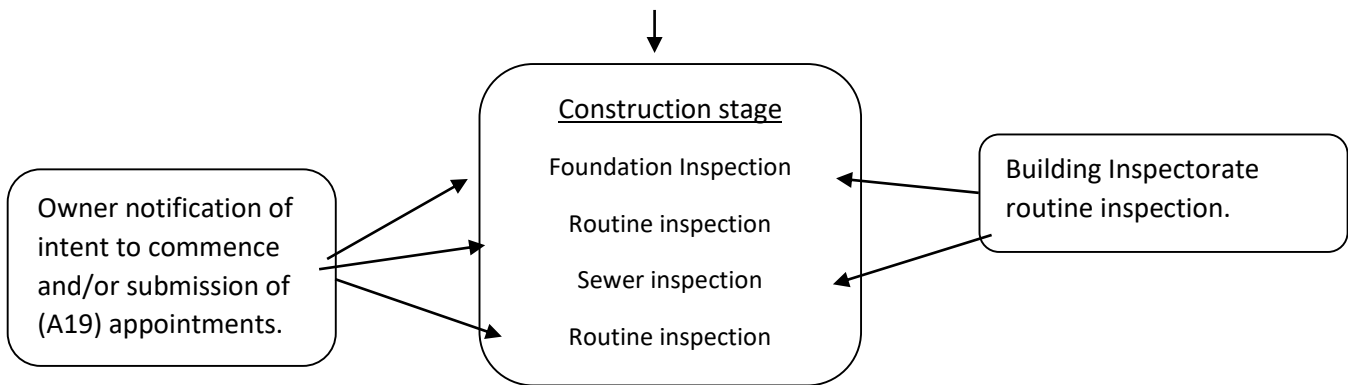 Construction stage
Foundation Inspection
Routine inspection
Sewer inspection
Routine inspection
Owner notification of
intent to commence
and/or submission of
(A19) appointments.
Building Inspectorate
routine inspection.